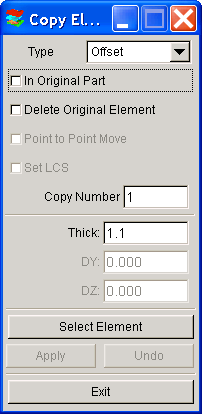 Copy El...
Type Offset
In Original Part
Delete Original Element
Point to Point Move
Set LCS
Copy Number 1
Thick: 1.1
DY: 0.000
DZ: 0.000
Select Element
Apply Undo
Exit